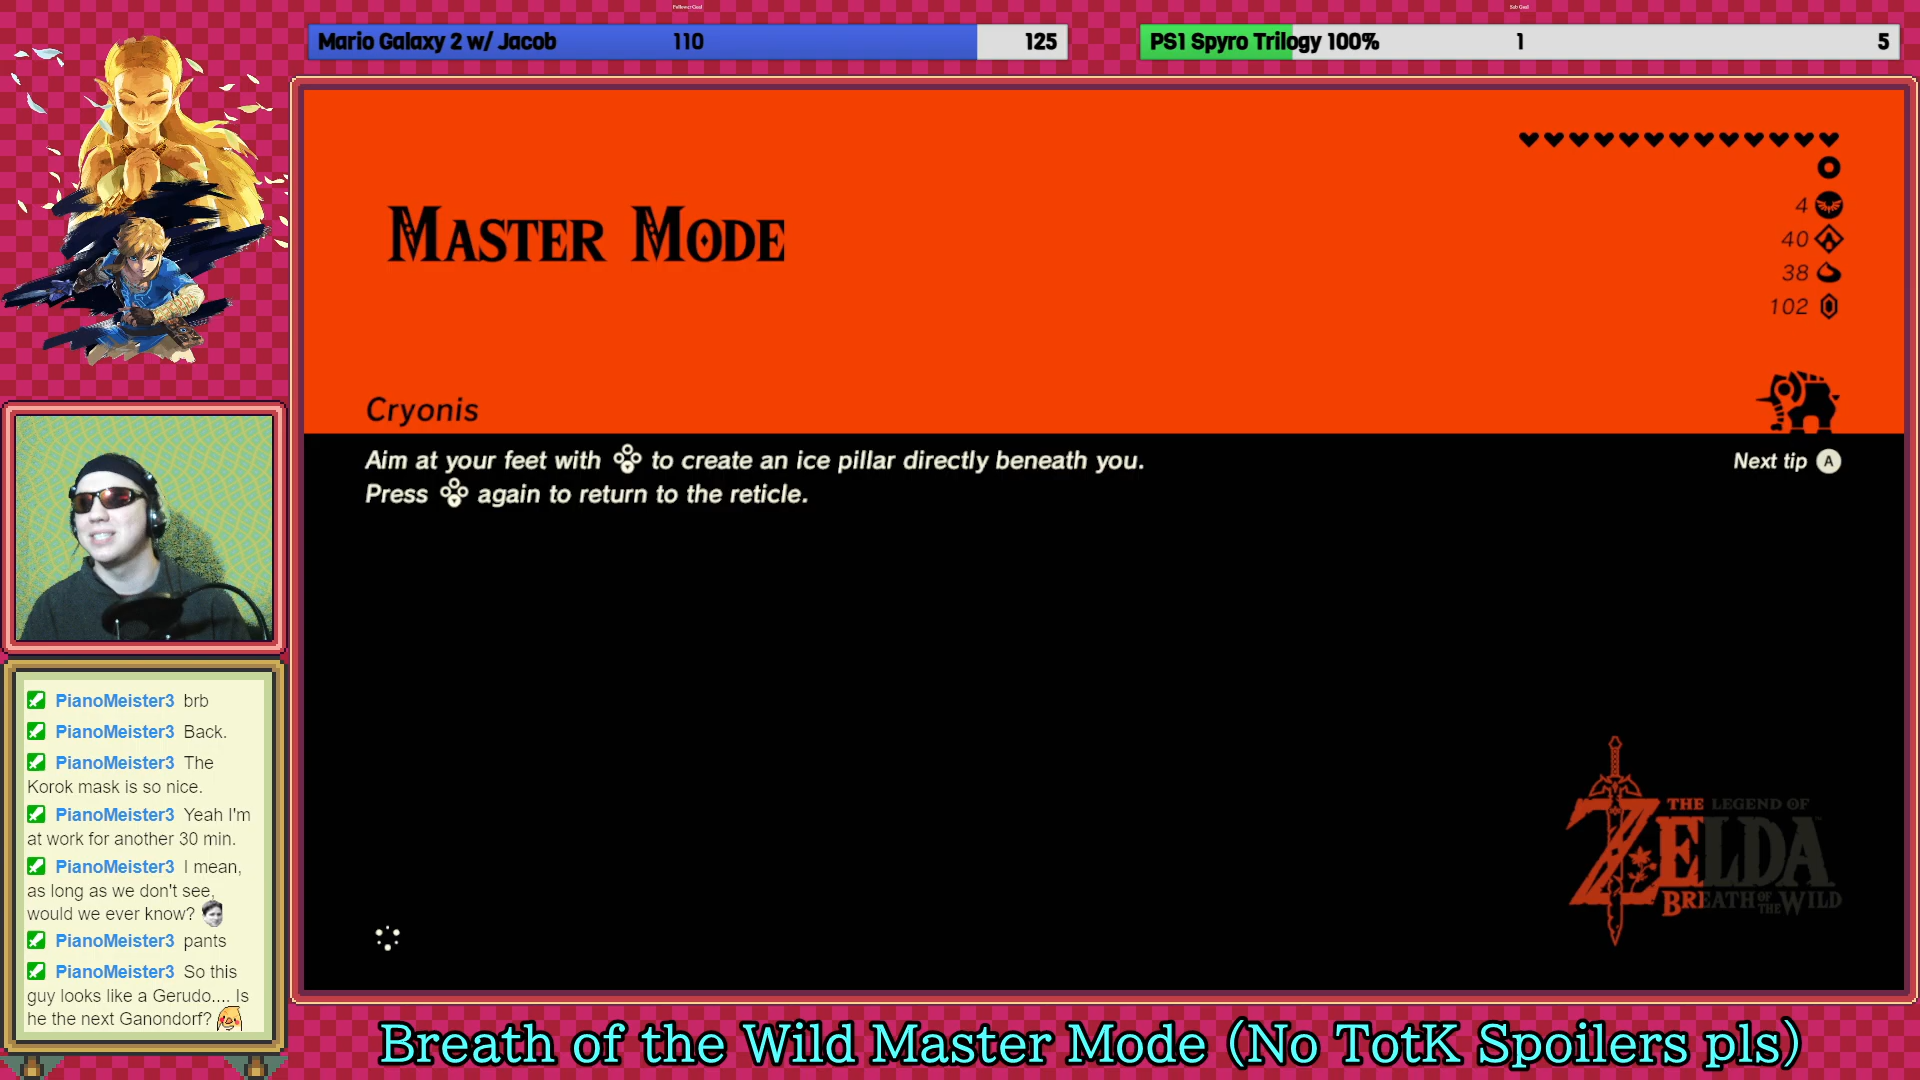 Follower Goal
Sub Goal
Mario Galaxy 2 w/ Jacob 110 125
PS1 Spyro Trilogy 100% 1 5
MASTER MODE
4
40
38
102
Cryonis
Aim at your feet with to create an ice pillar directly beneath you.
Press again to return to the reticle.
Next tip A
PianoMeister3 brb
PianoMeister3 Back.
PianoMeister3 The
Korok mask is so nice.
PianoMeister3 Yeah I'm
at work for another 30 min.
PianoMeister3 I mean,
as long as we don't see,
would we ever know?
PianoMeister3 pants
PianoMeister3 So this
guy looks like a Gerudo.... Is
he the next Ganondorf?
THE LEGEND OF
ZELDA
BREATH OF THE WILD
Breath of the Wild Master Mode (No TotK Spoilers pls)